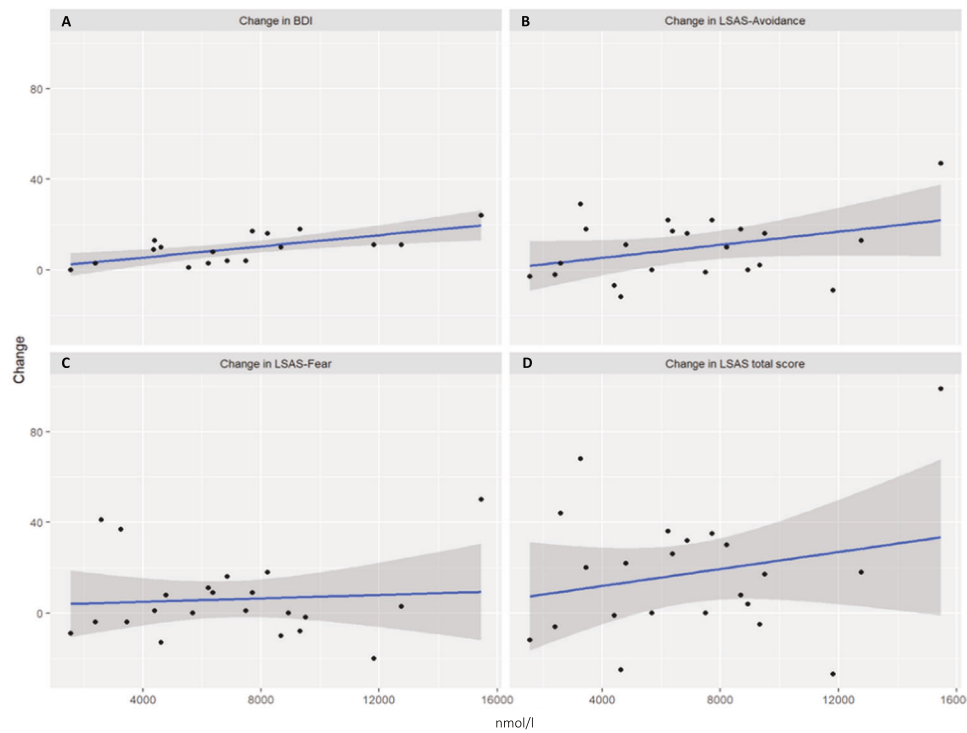 A Change in BDI
B Change in LSAS-Avoidance
80
40
0
Change
C Change in LSAS-Fear
D Change in LSAS total score
80
40
0
4000 8000 12000 16000 4000 8000 12000 1600
nmol/l